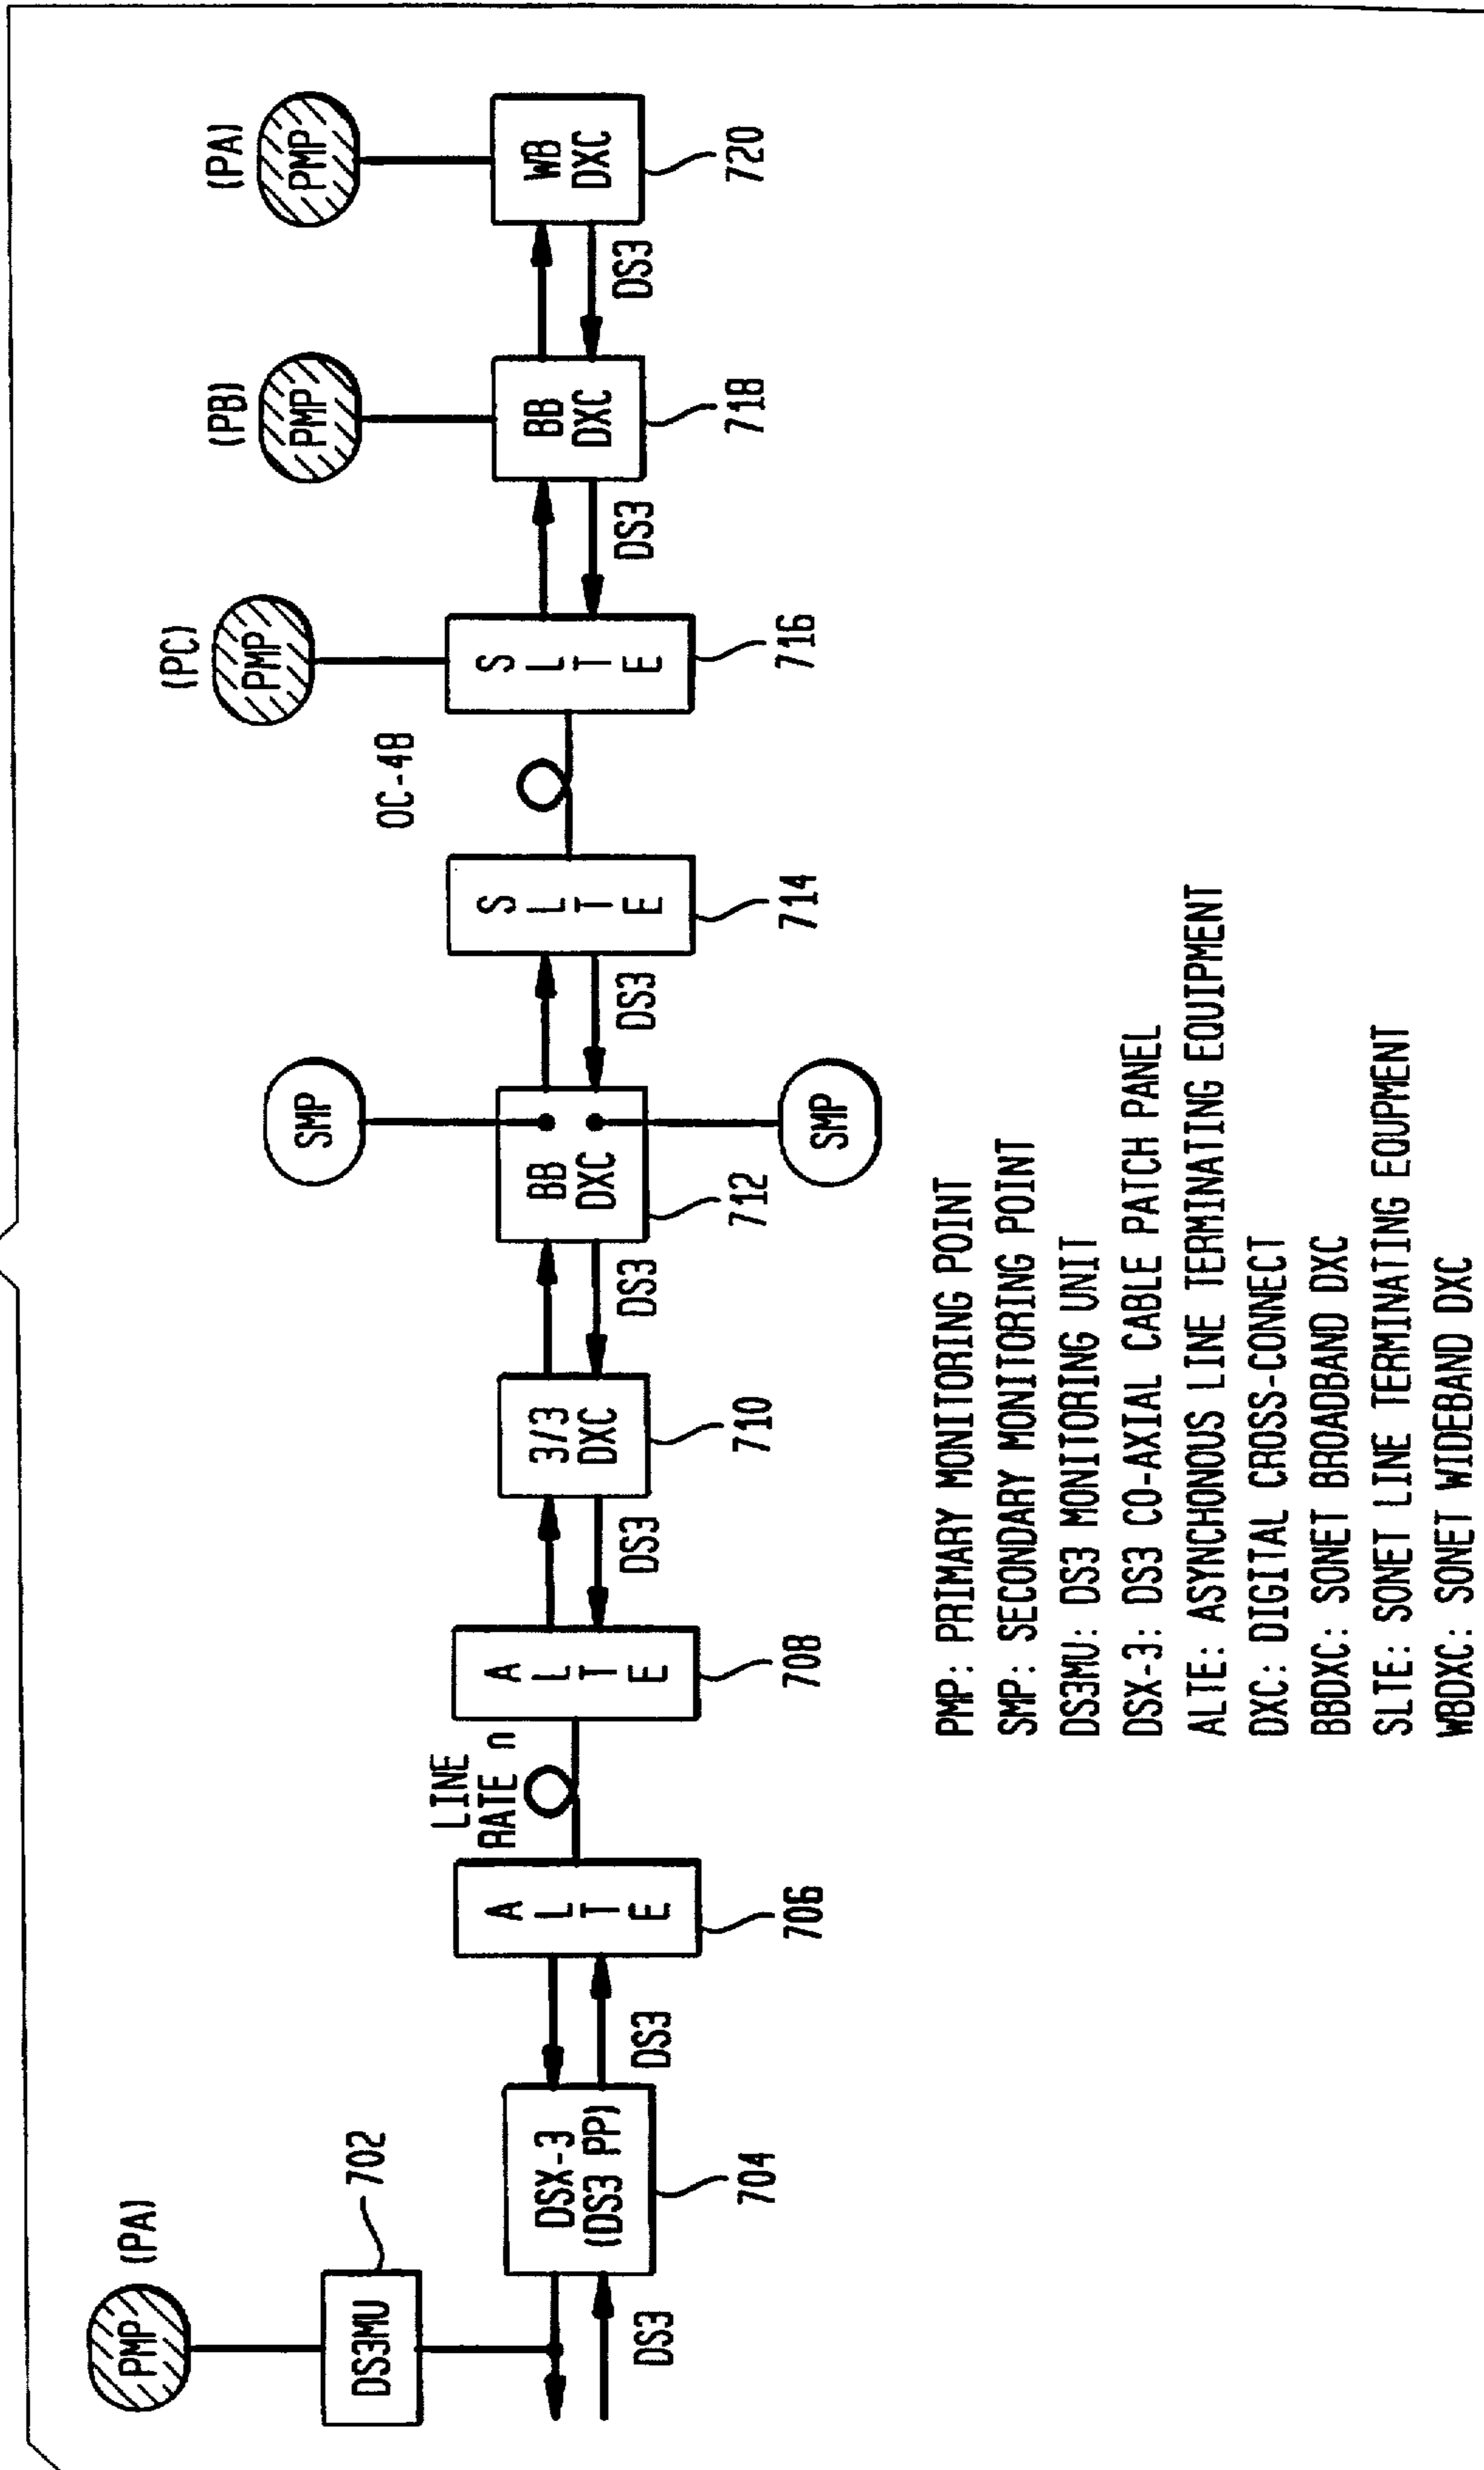 PMP
(PA)
DS3MU
702
DS3
DSX-3
(DS3 PP)
704
DS3
A
L
T
E
706
LINE
RATE n
A
L
T
E
708
DS3
3/3
DXC
710
DS3
SMP
BB
DXC
712
SMP
DS3
S
L
T
E
714
OC-48
(PC)
PMP
S
L
T
E
716
DS3
(PB)
PMP
BB
DXC
718
DS3
(PA)
PMP
WB
DXC
720
PMP: PRIMARY MONITORING POINT
SMP: SECONDARY MONITORING POINT
DS3MU: DS3 MONITORING UNIT
DSX-3: DS3 CO-AXIAL CABLE PATCH PANEL
ALTE: ASYNCHONOUS LINE TERMINATING EQUIPMENT
DXC: DIGITAL CROSS-CONNECT
BBDXC: SONET BROADBAND DXC
SLTE: SONET LINE TERMINATING EQUPMENT
WBDXC: SONET WIDEBAND DXC